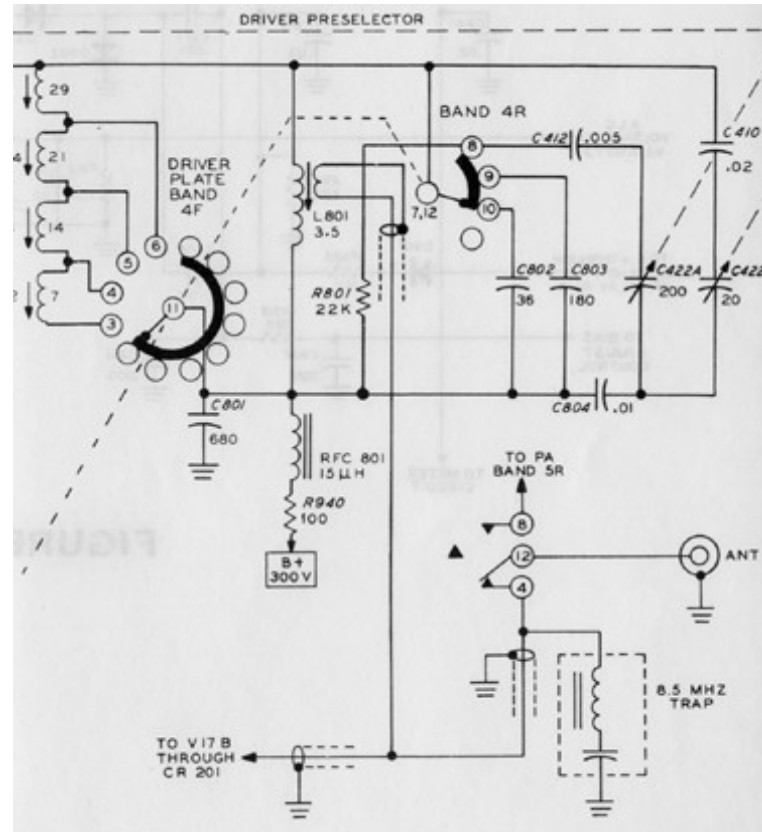 DRIVER PRESELECTOR
29
21
14
7
2
4
DRIVER
PLATE
BAND
4F
6
5
4
3
11
L801
3.5
BAND 4R
8
9
10
7,12
C412
.005
C410
.02
R801
22K
C802
36
C803
180
C422A
200
C422
20
C801
680
C804
.01
RFC 801
15 μH
R940
100
B+
300V
TO PA
BAND 5R
8
12
4
ANT
8.5 MHZ
TRAP
TO V17B
THROUGH
CR 201